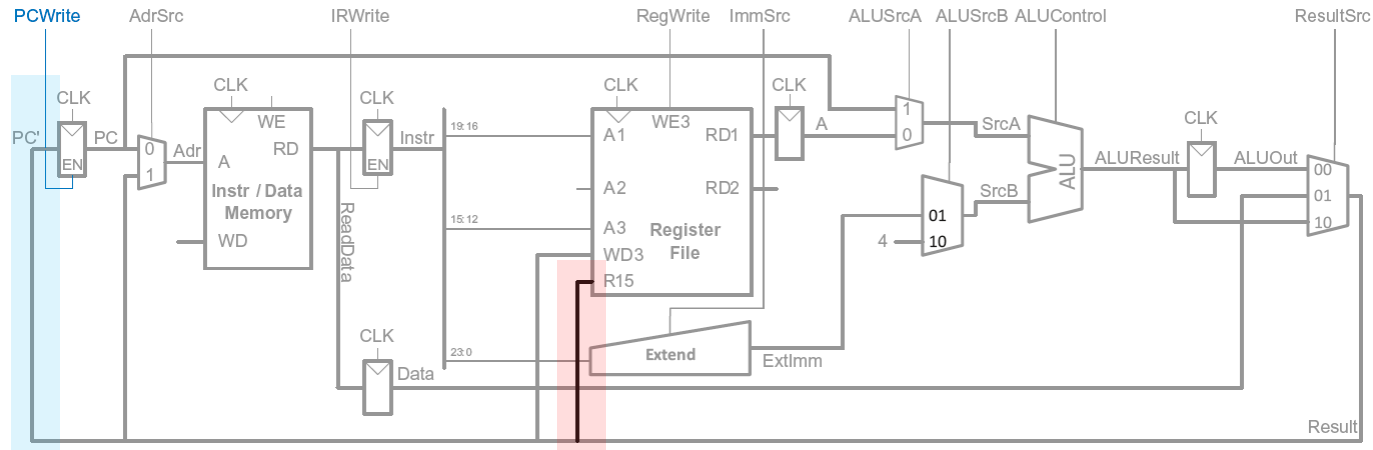 PCWrite AdrSrc IRWrite RegWrite ImmSrc ALUSrcA ALUSrcB ALUControl ResultSrc
CLK CLK CLK CLK CLK CLK
PC' EN PC
0
1
Adr
WE
A RD
Instr / Data
Memory
WD
ReadData
EN Instr
19:16
15:12
23:0
A1 WE3 RD1
A2 RD2
A3
Register
File
WD3
R15
A
1
0
SrcA
01
10
4
SrcB
ALU
ALUResult ALUOut
00
01
10
CLK
Data
Extend
ExtImm
Result